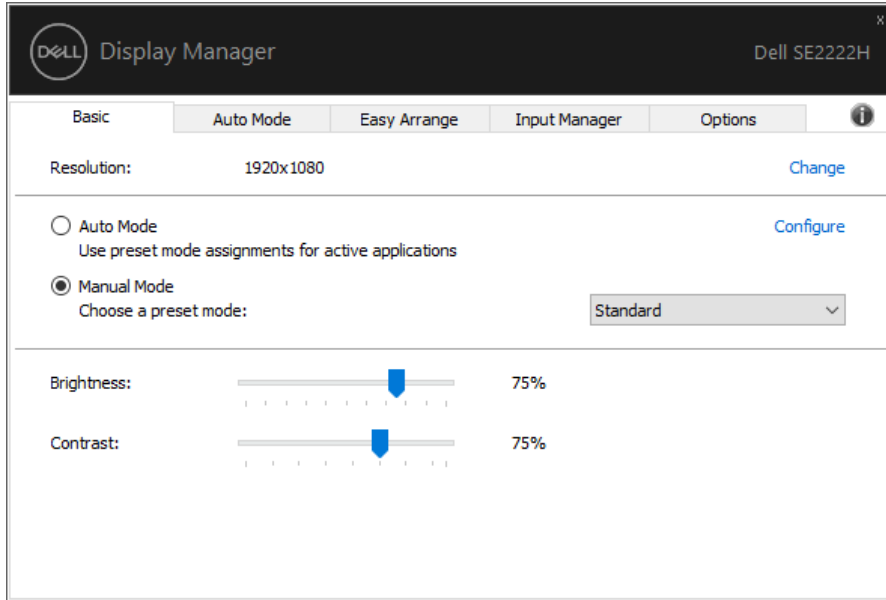 x
DELL Display Manager Dell SE2222H
Basic Auto Mode Easy Arrange Input Manager Options i
Resolution: 1920x1080 Change
Auto Mode Configure
Use preset mode assignments for active applications
Manual Mode
Choose a preset mode: Standard
Brightness: 75%
Contrast: 75%